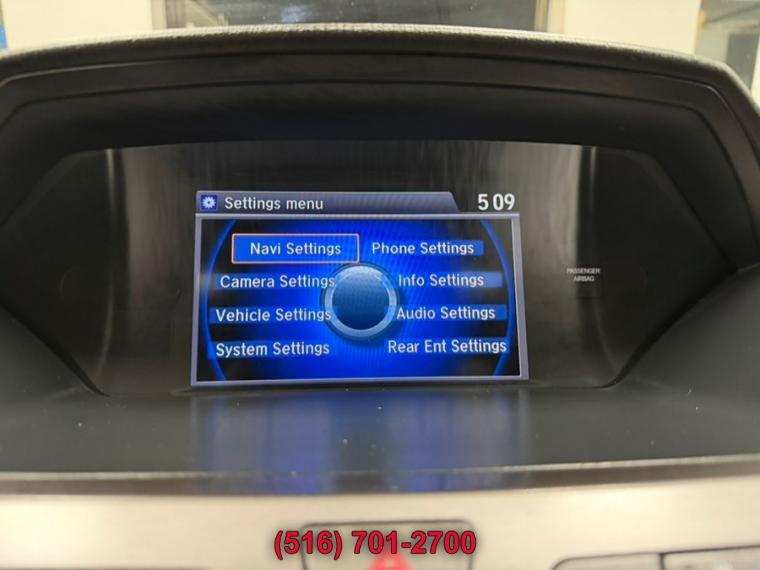 Settings menu 5 09
Navi Settings Phone Settings
Camera Settings Info Settings
Vehicle Settings Audio Settings
System Settings Rear Ent Settings
PASSENGER
AIRBAG
(516) 701-2700